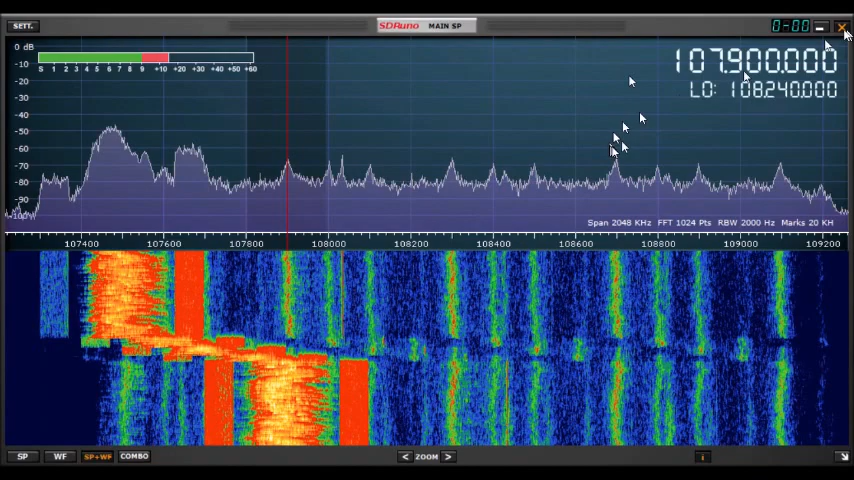 SETT.
SDRuno MAIN SP
0-00
0 dB
-10
-20
-30
-40
-50
-60
-70
-80
-90
S 1 2 3 4 5 6 7 8 9 +10 +20 +30 +40 +50 +60
107.900.000
LO: 108.240.000
Span 2048 KHz FFT 1024 Pts RBW 2000 Hz Marks 20 KH
107400 107600 107800 108000 108200 108400 108600 108800 109000 109200
SP WF SP+WF COMBO < ZOOM > i